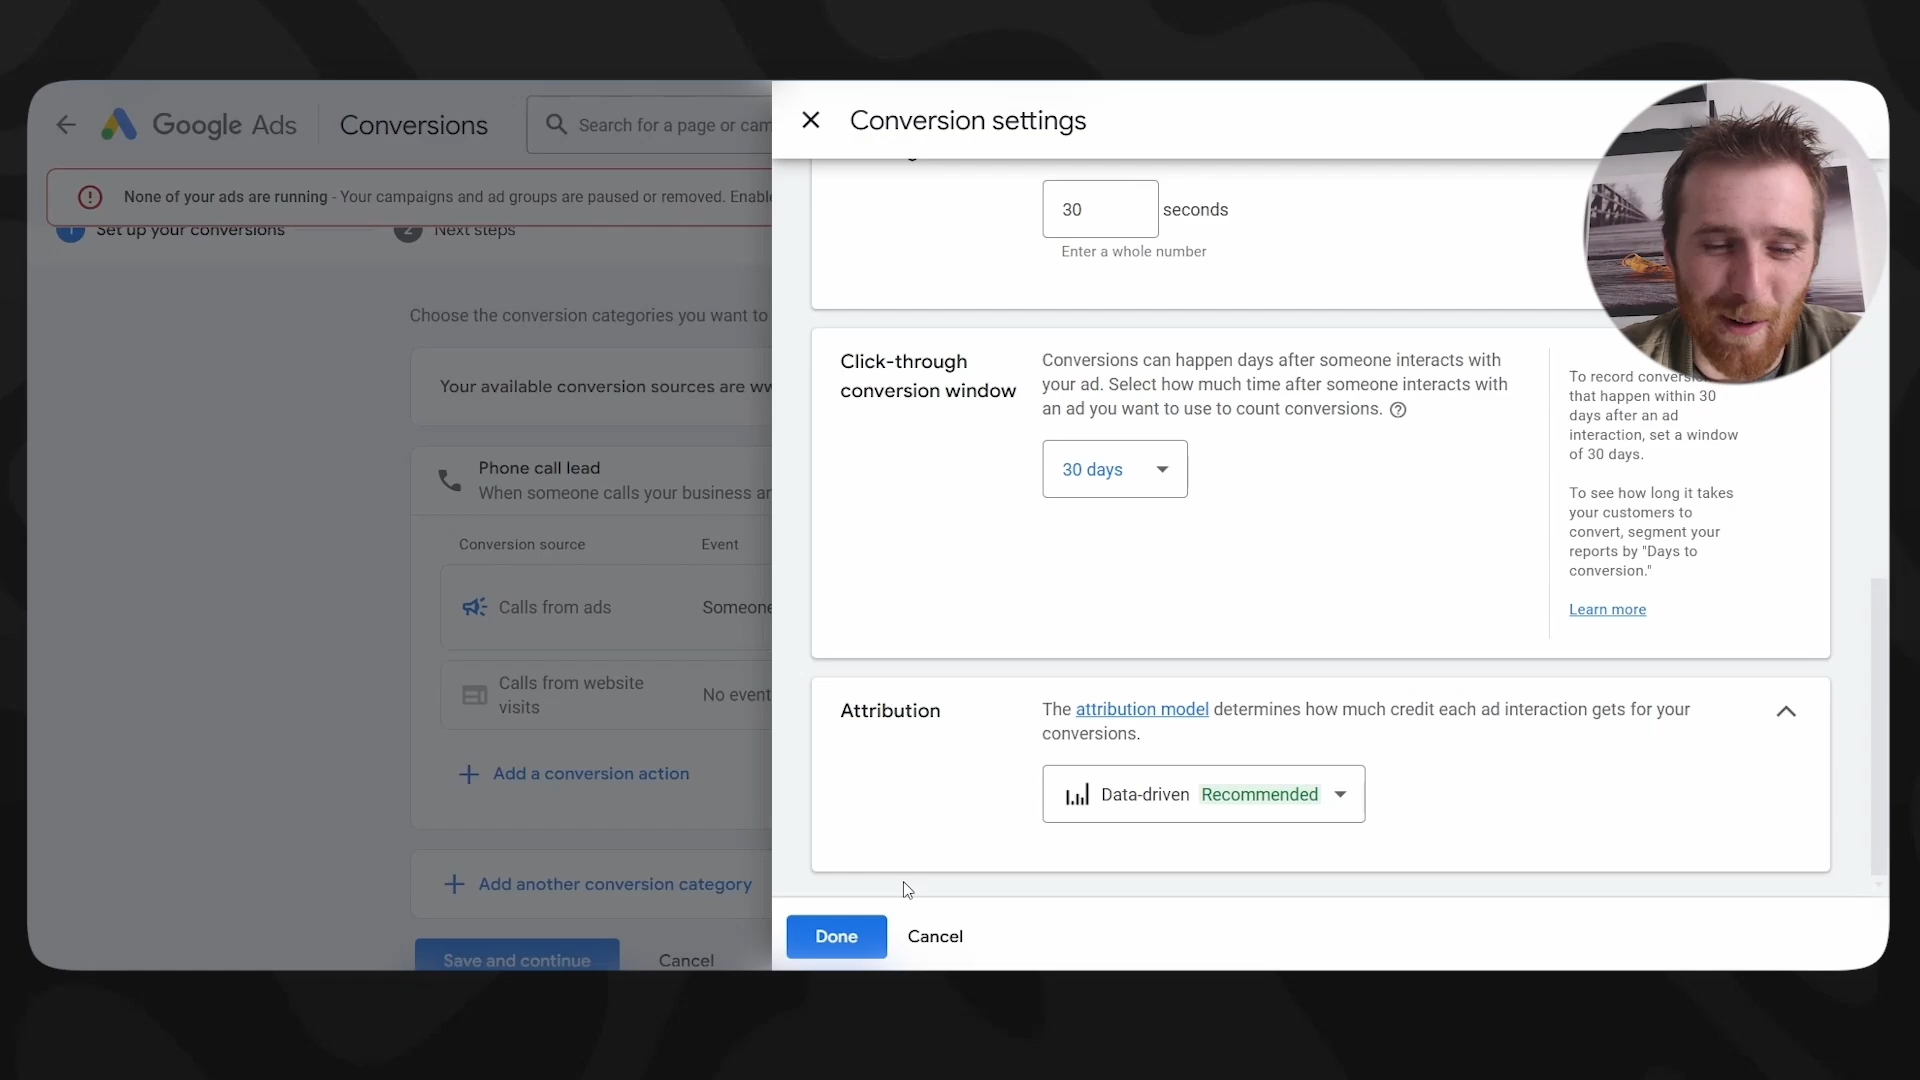 Google Ads
Conversions
Search for a page or cam
None of your ads are running - Your campaigns and ad groups are paused or removed. Enable
1 Set up your conversions
2 Next steps
Choose the conversion categories you want to
Your available conversion sources are
Phone call lead
When someone calls your business
Conversion source
Event
Calls from ads
Someone
Calls from website
visits
No event
Add a conversion action
Add another conversion category
Save and continue
Cancel
Conversion settings
30
seconds
Enter a whole number
Click-through
conversion window
Conversions can happen days after someone interacts with
your ad. Select how much time after someone interacts with
an ad you want to use to count conversions.
30 days
To record
that happen within 30
days after an ad
interaction, set a window
of 30 days.
To see how long it takes
your customers to
convert, segment your
reports by "Days to
conversion."
Learn more
Attribution
The attribution model determines how much credit each ad interaction gets for your
conversions.
Data-driven Recommended
Done
Cancel